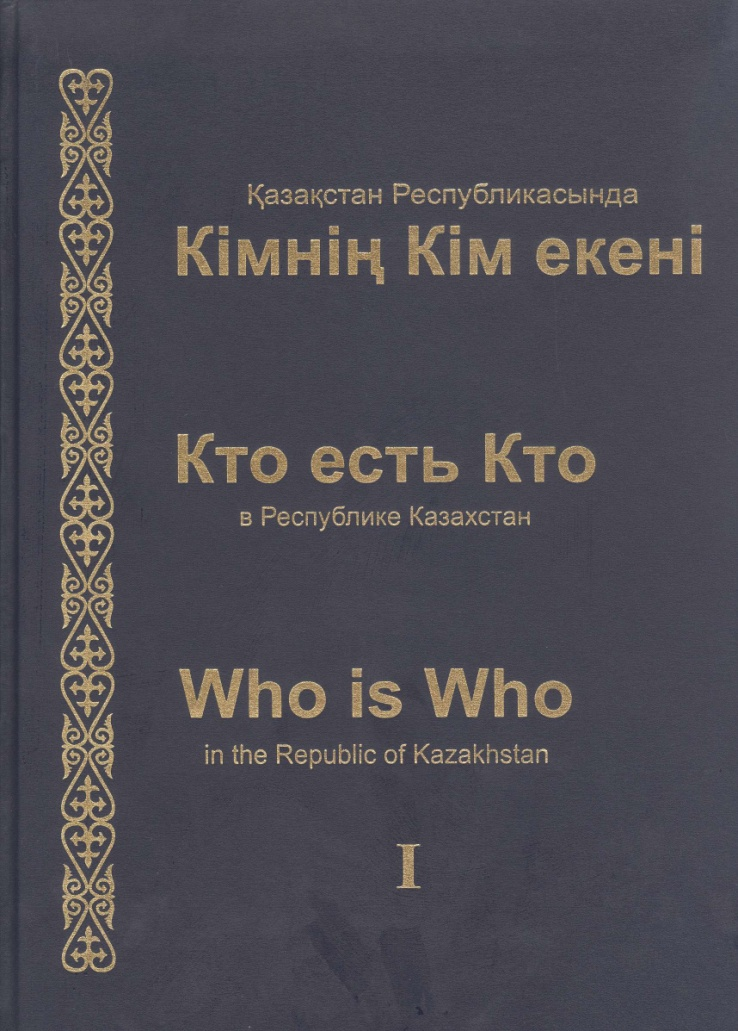 Қазақстан Республикасында
Кімнің Кім екені
Кто есть Кто
в Республике Казахстан
Who is Who
in the Republic of Kazakhstan
I